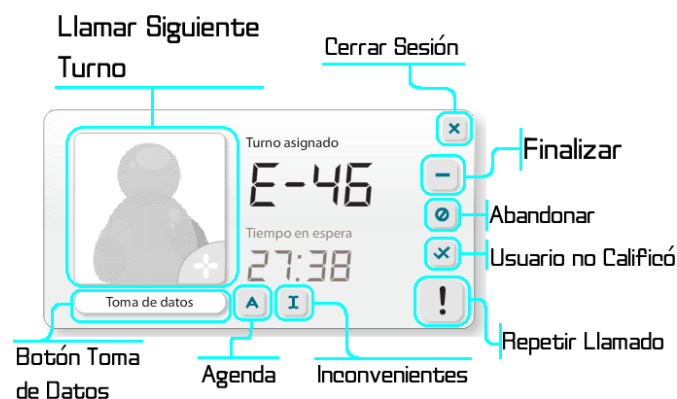 Llamar Siguiente
Turno
Cerrar Sesión
Turno asignado
E-46
Finalizar
Abandonar
Tiempo en espera
27:38
Usuario no Calificó
Toma de datos
A
I
!
Repetir Llamado
Botón Toma
de Datos
Agenda
Inconvenientes